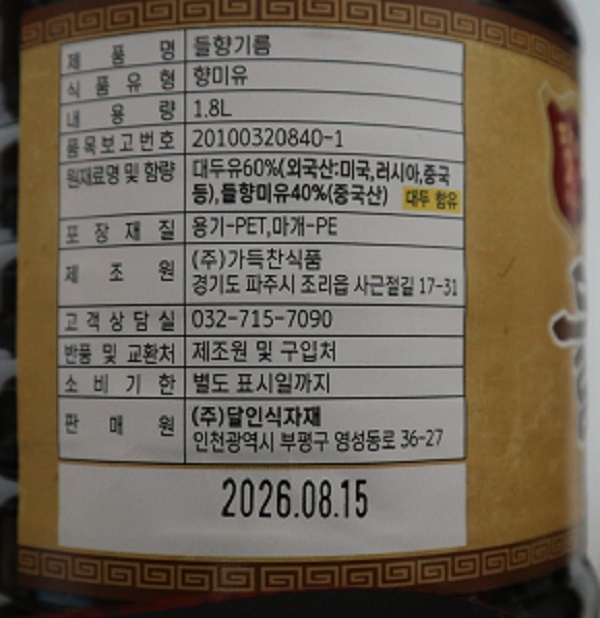 제품명 들향기름
식품유형 향미유
내용량 1.8L
품목보고번호 20100320840-1
원재료명 및 함량 대두유60%(외국산:미국,러시아,중국
등),들향미유40%(중국산) 대두 함유
포장재질 용기-PET,마개-PE
제조원 (주)가득찬식품
경기도 파주시 조리읍 사근절길 17-31
고객상담실 032-715-7090
반품 및 교환처 제조원 및 구입처
소비기한 별도 표시일까지
판매원 (주)달인식자재
인천광역시 부평구 영성동로 36-27
2026.08.15